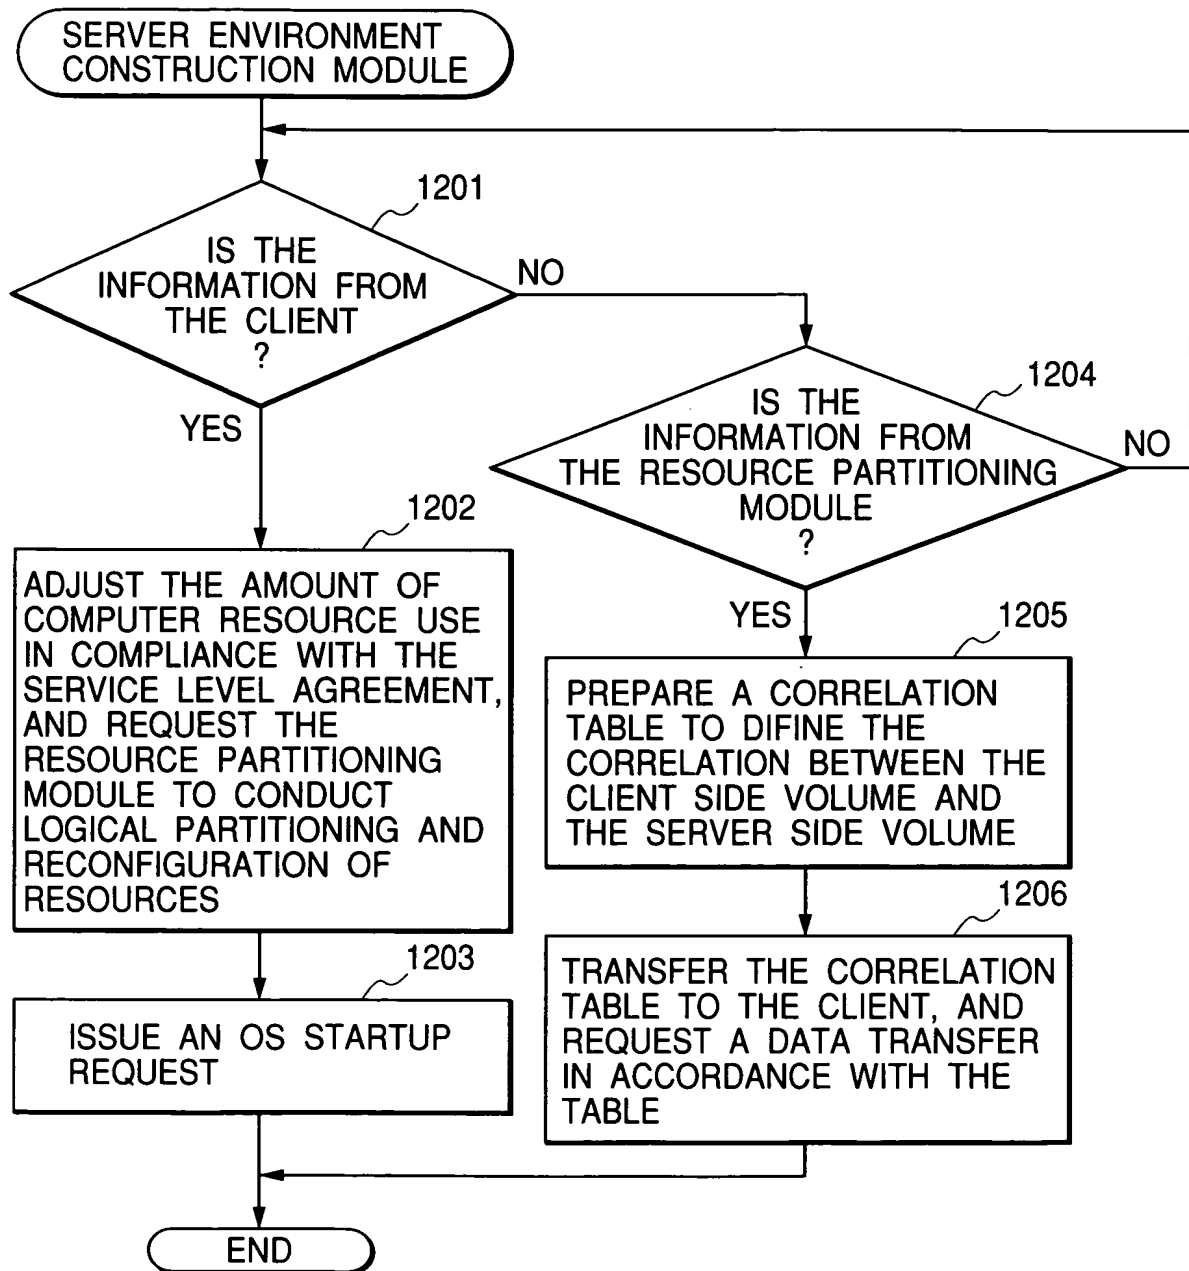 SERVER ENVIRONMENT
CONSTRUCTION MODULE
1201
IS THE
INFORMATION FROM
THE CLIENT
?
NO
YES
1204
IS THE
INFORMATION FROM
THE RESOURCE PARTITIONING
MODULE
?
NO
YES
1202
ADJUST THE AMOUNT OF
COMPUTER RESOURCE USE
IN COMPLIANCE WITH THE
SERVICE LEVEL AGREEMENT,
AND REQUEST THE
RESOURCE PARTITIONING
MODULE TO CONDUCT
LOGICAL PARTITIONING AND
RECONFIGURATION OF
RESOURCES
1203
ISSUE AN OS STARTUP
REQUEST
1205
PREPARE A CORRELATION
TABLE TO DIFINE THE
CORRELATION BETWEEN THE
CLIENT SIDE VOLUME AND
THE SERVER SIDE VOLUME
1206
TRANSFER THE CORRELATION
TABLE TO THE CLIENT, AND
REQUEST A DATA TRANSFER
IN ACCORDANCE WITH THE
TABLE
END